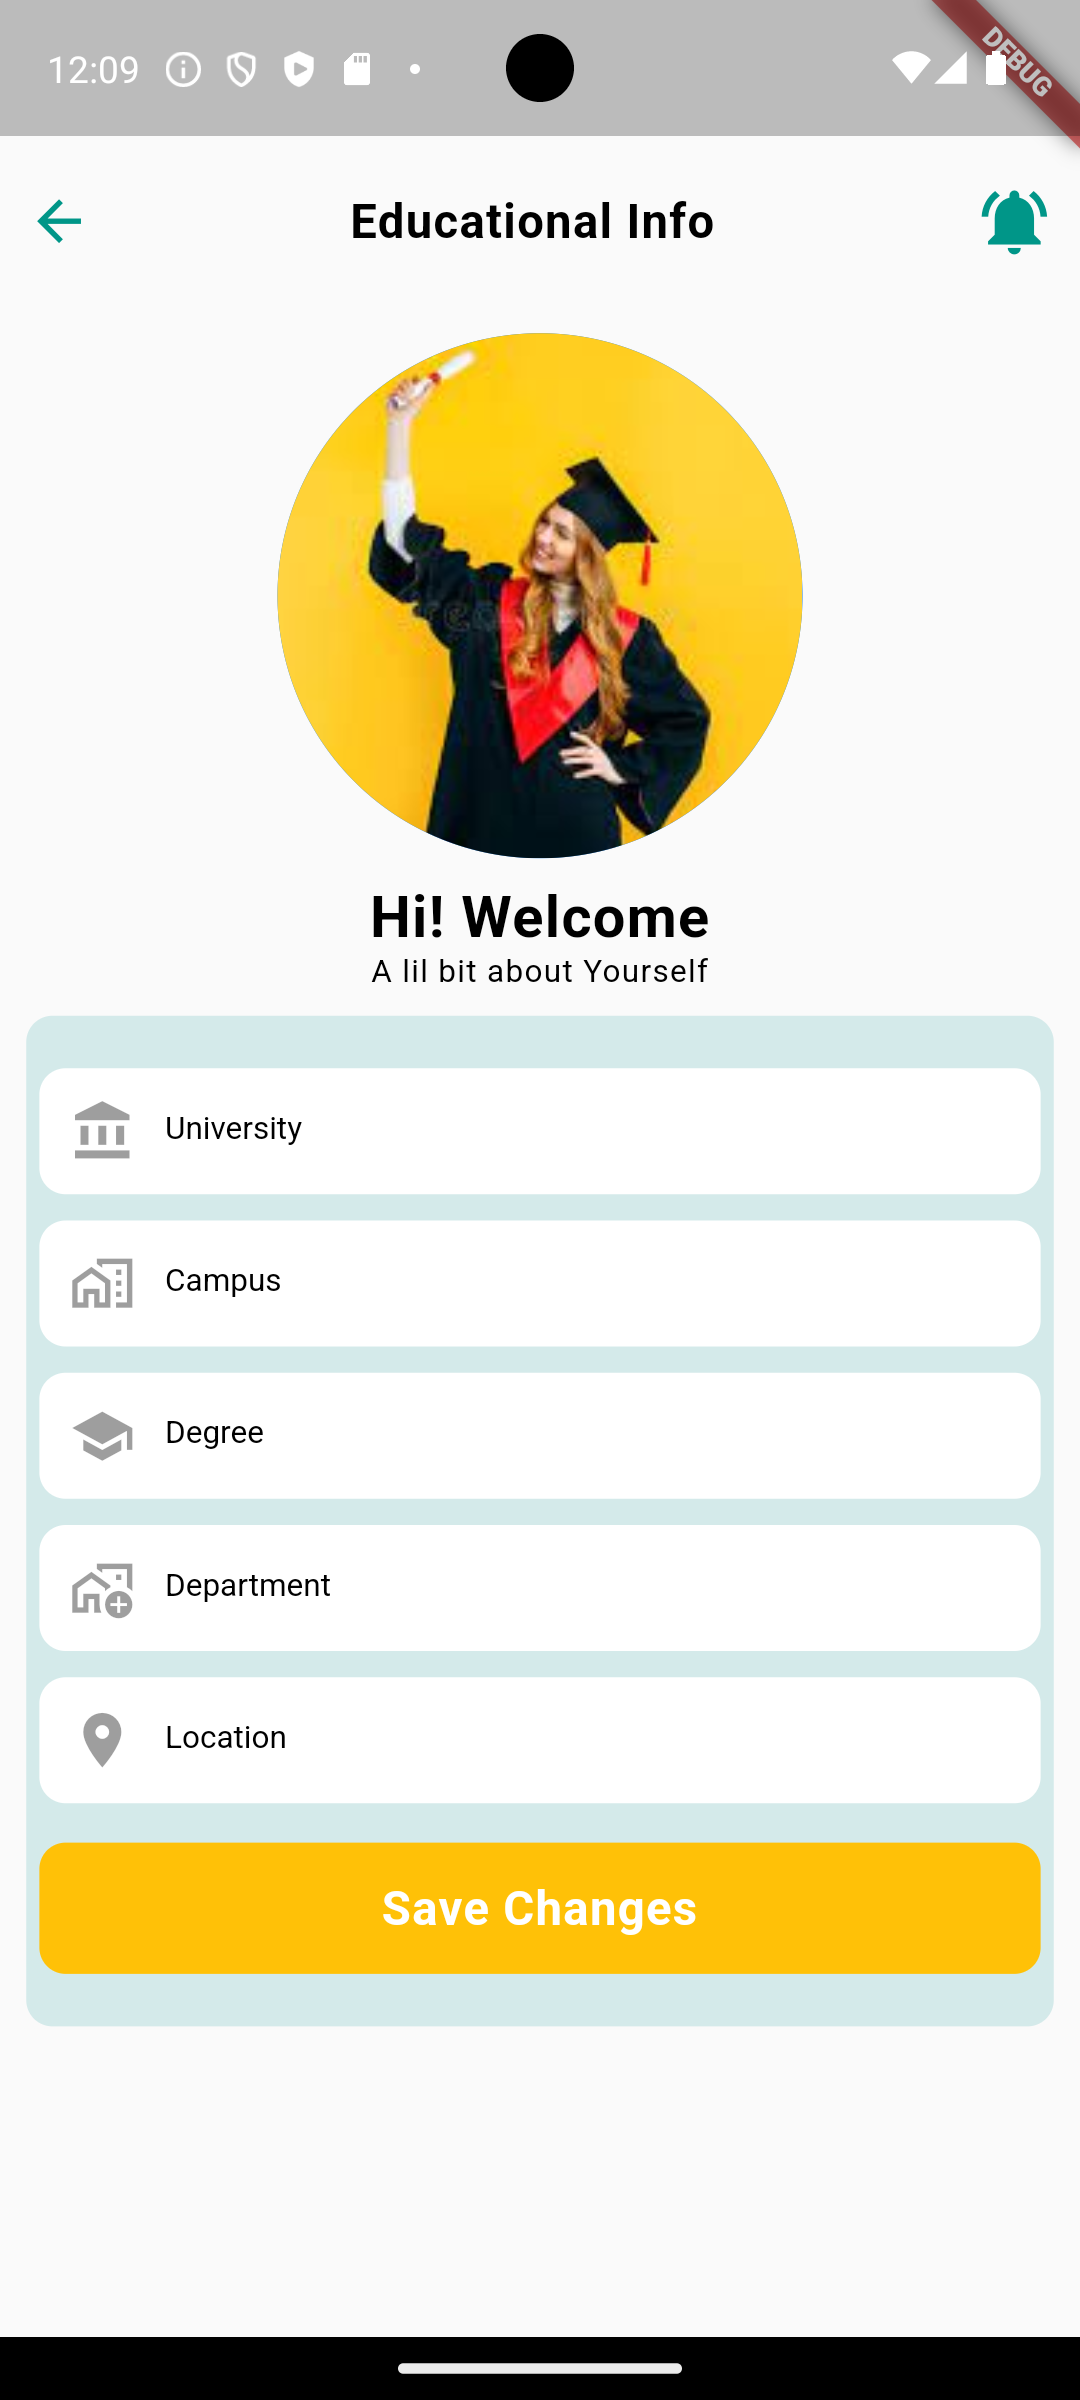 12:09
DEBUG
Educational Info
Hi! Welcome
A lil bit about Yourself
University
Campus
Degree
Department
Location
Save Changes